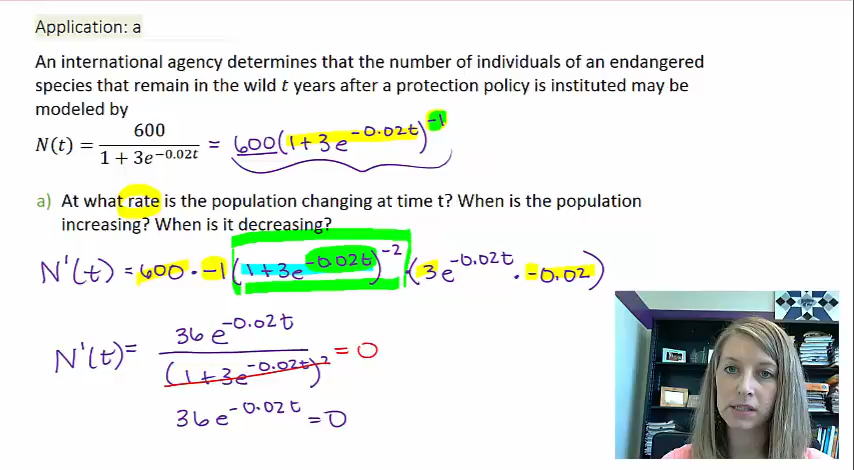 Application: a
An international agency determines that the number of individuals of an endangered
species that remain in the wild t years after a protection policy is instituted may be
modeled by
N(t) = 600 / (1 + 3e^(−0.02t)) = 600(1+3e^(-0.02t))^(-1)
a) At what rate is the population changing at time t? When is the population
increasing? When is it decreasing?
N'(t) = 600 · -1 (1+3e^(-0.02t))^(-2) (3e^(-0.02t) · -0.02)
N'(t) = 36e^(-0.02t) / (1+3e^(-0.02t))^2 = 0
36e^(-0.02t) = 0